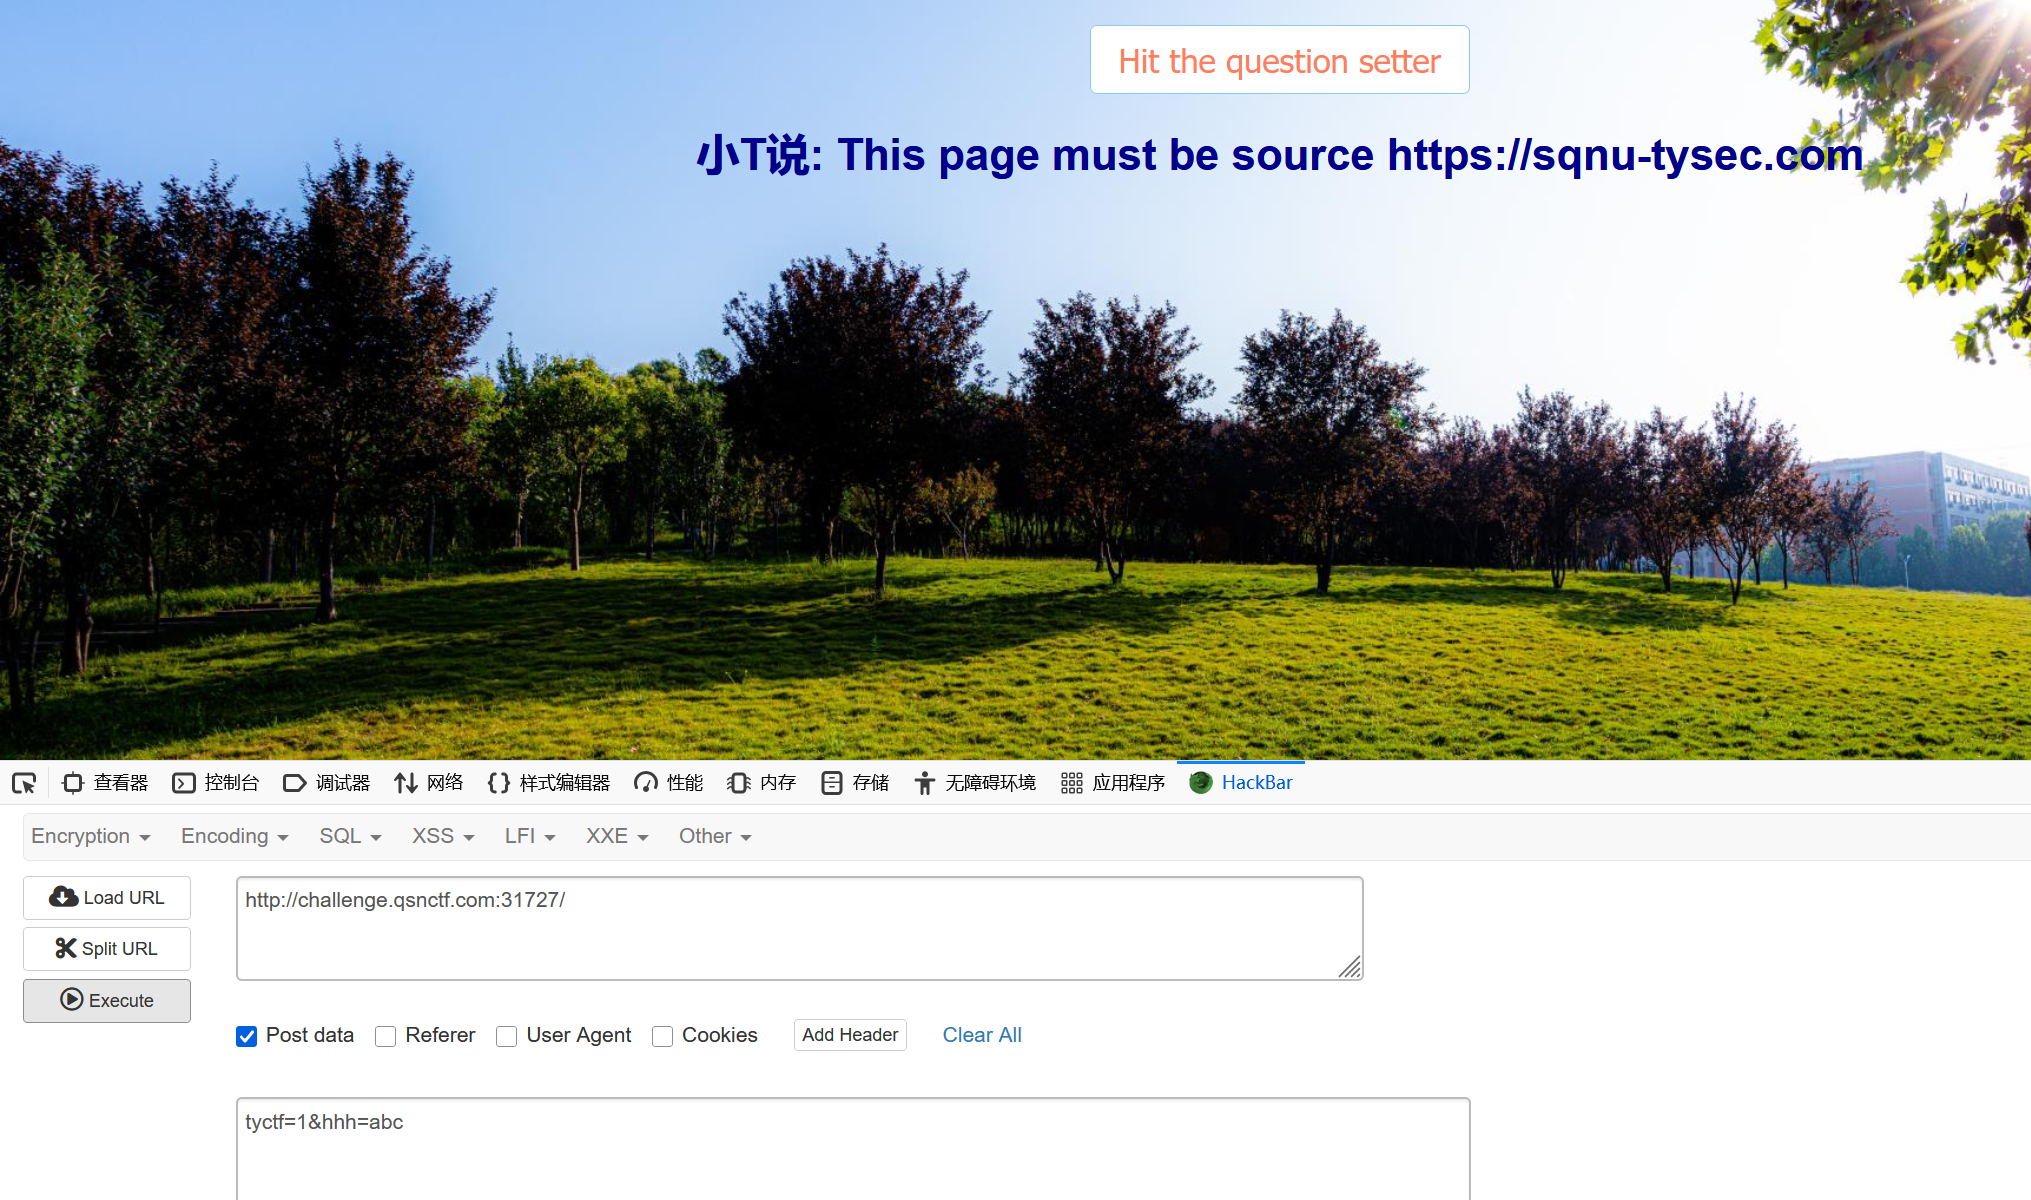 Hit the question setter
小T说: This page must be source https://sqnu-tysec.com
查看器 控制台 调试器 网络 样式编辑器 性能 内存 存储 无障碍环境 应用程序 HackBar
Encryption Encoding SQL XSS LFI XXE Other
Load URL
http://challenge.qsnctf.com:31727/
Split URL
Execute
Post data Referer User Agent Cookies Add Header Clear All
tyctf=1&hhh=abc